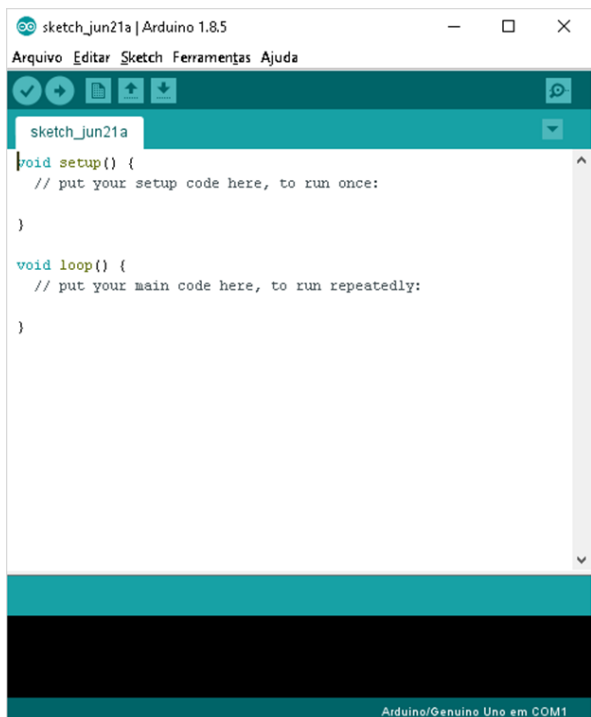 sketch_jun21a | Arduino 1.8.5
Arquivo Editar Sketch Ferramentas Ajuda
sketch_jun21a
void setup() {
  // put your setup code here, to run once:
}
void loop() {
  // put your main code here, to run repeatedly:
}
Arduino/Genuino Uno em COM1